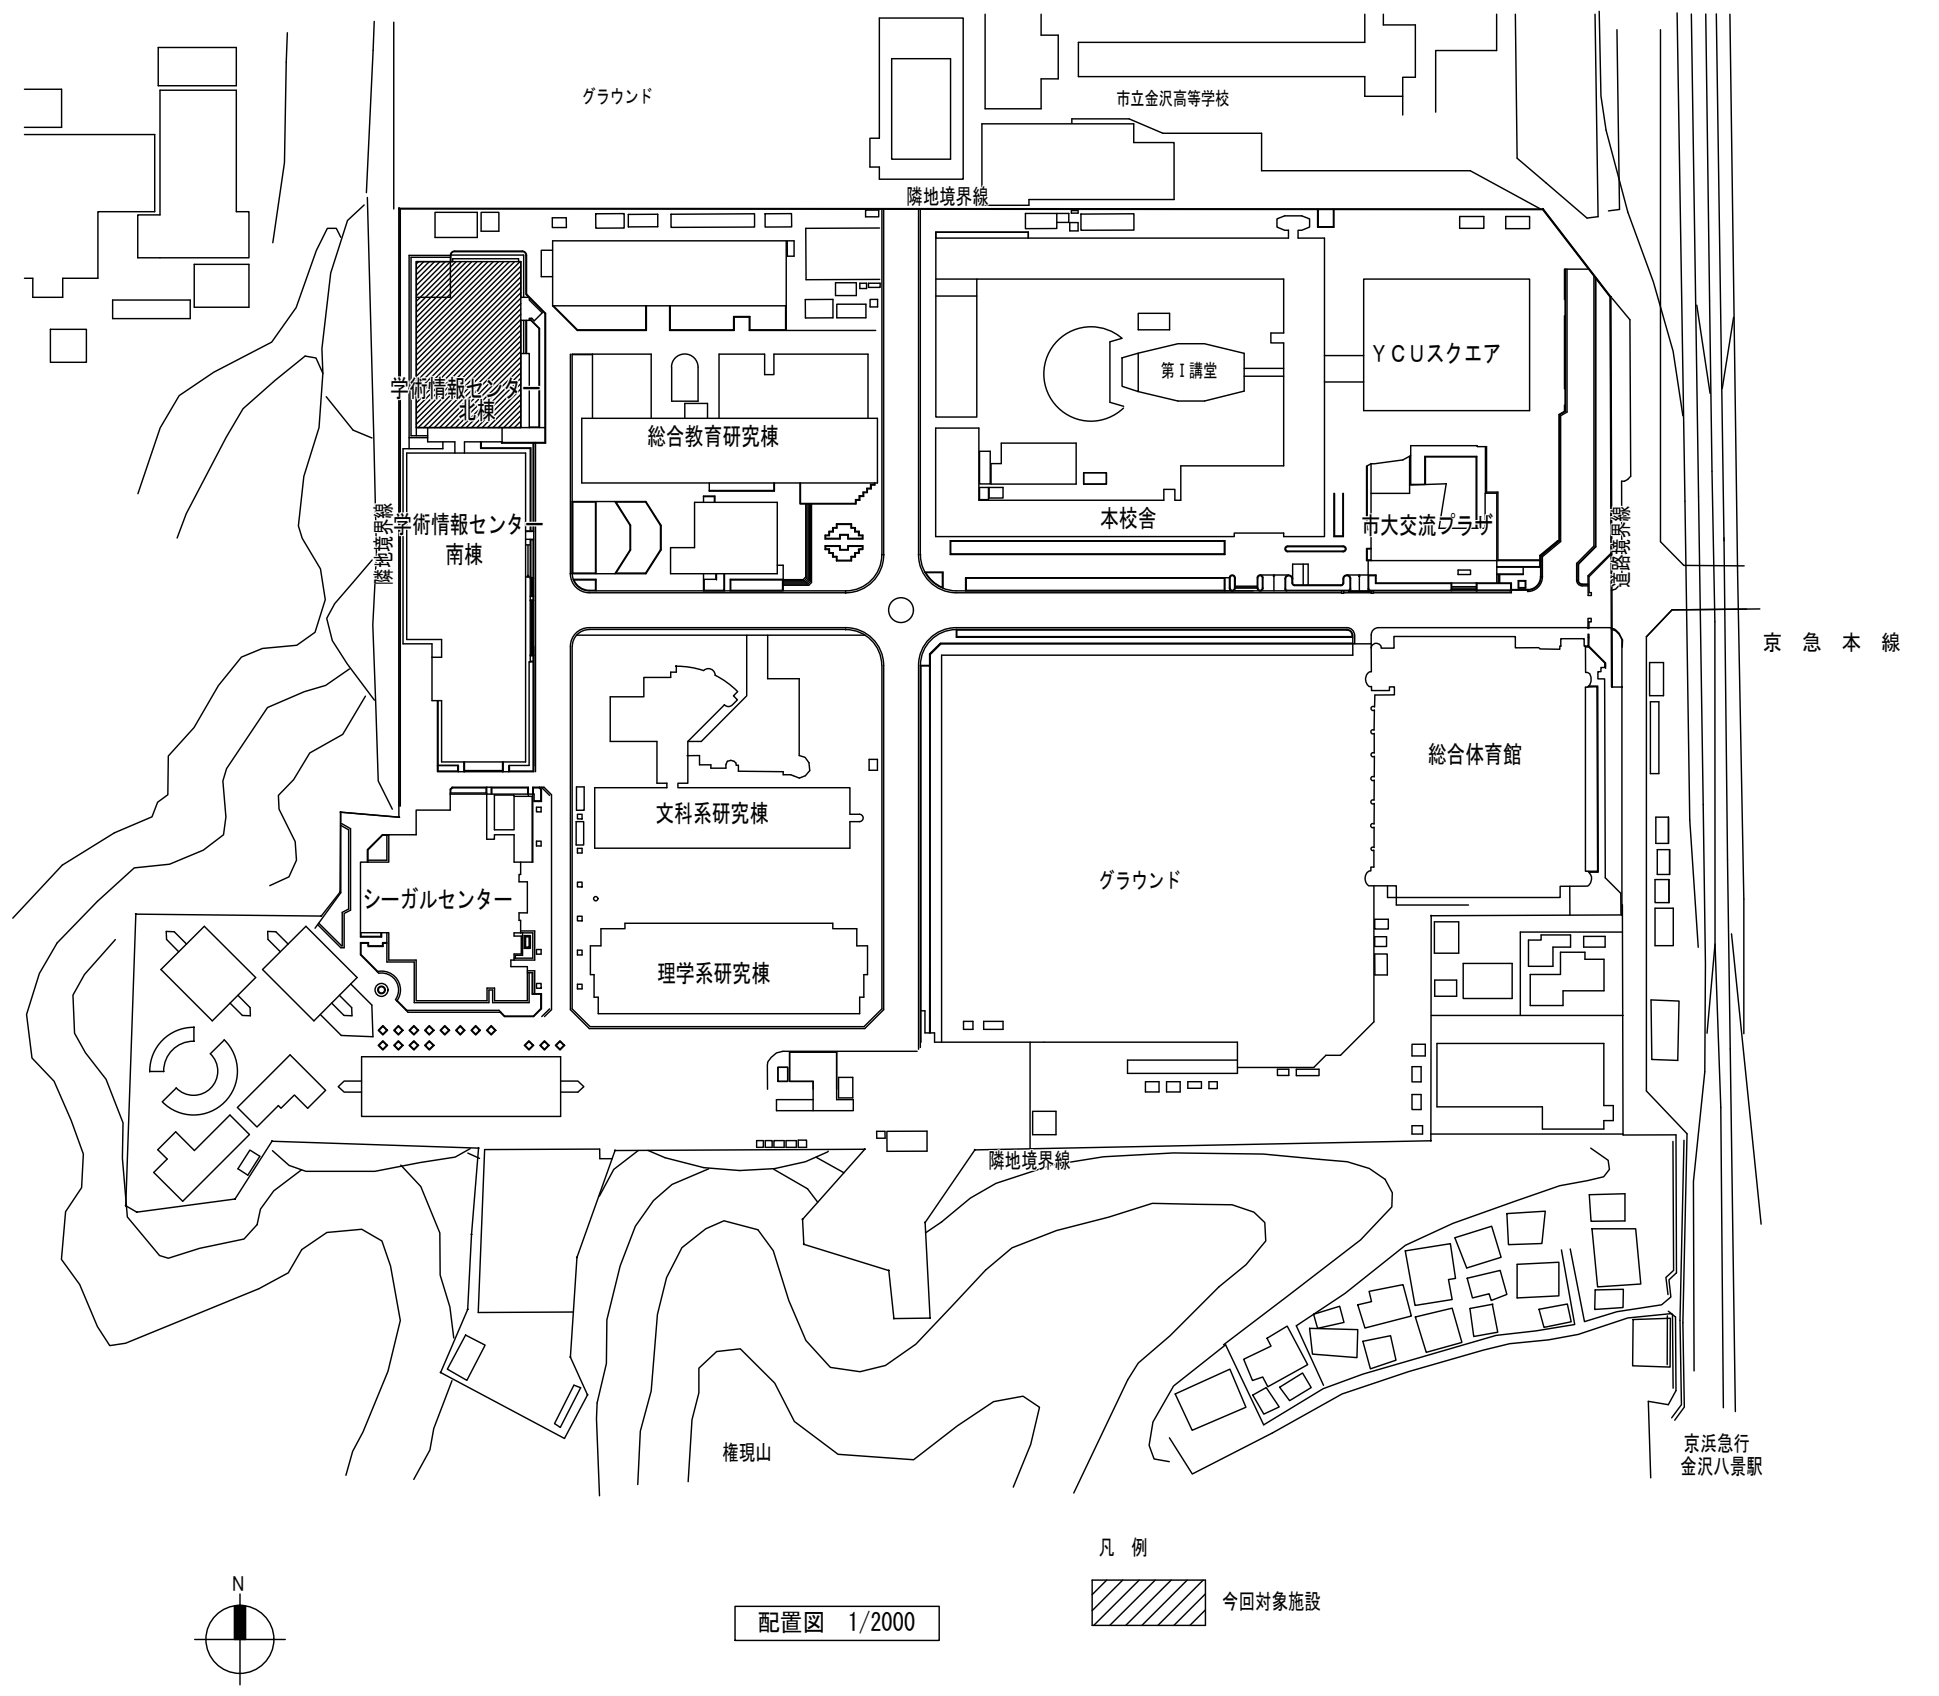 グラウンド
市立金沢高等学校
隣地境界線
ＹＣＵスクエア
第Ⅰ講堂
学術情報センター
北棟
総合教育研究棟
本校舎
学術情報センター
南棟
市大交流プラザ
隣地境界線
道路境界線
京 急 本 線
総合体育館
文科系研究棟
グラウンド
シーガルセンター
理学系研究棟
隣地境界線
権現山
京浜急行
金沢八景駅
凡 例
今回対象施設
N
配置図 1/2000